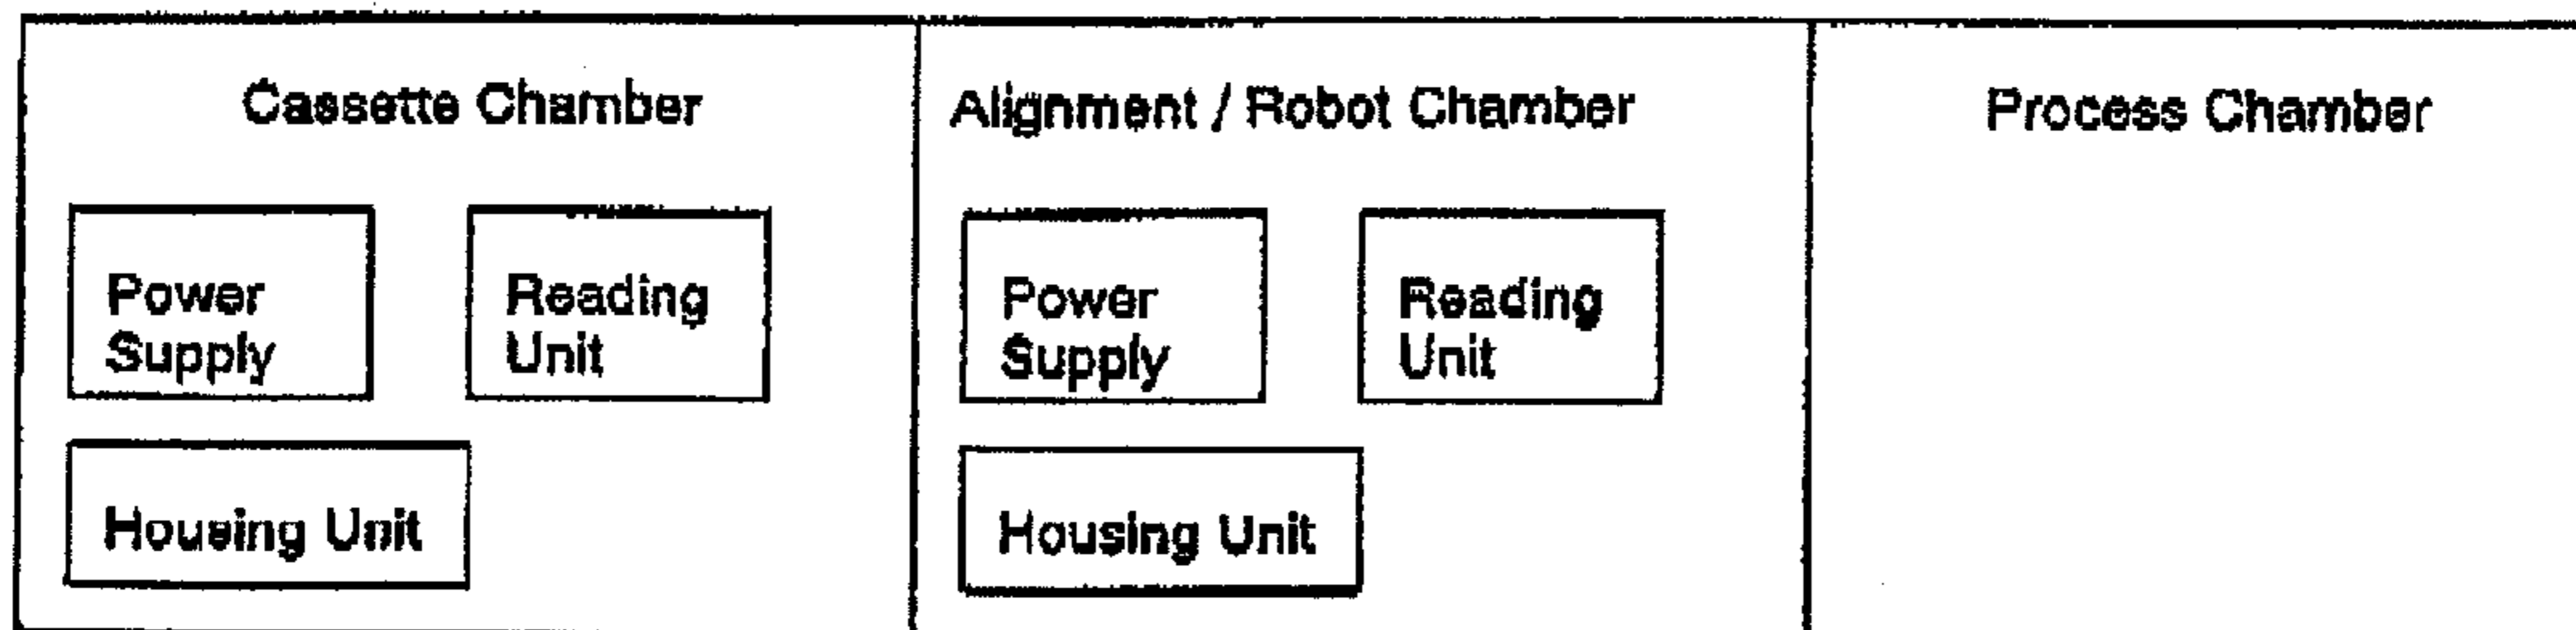 Cassette Chamber
Alignment / Robot Chamber
Process Chamber
Power
Supply
Reading
Unit
Power
Supply
Reading
Unit
Housing Unit
Housing Unit